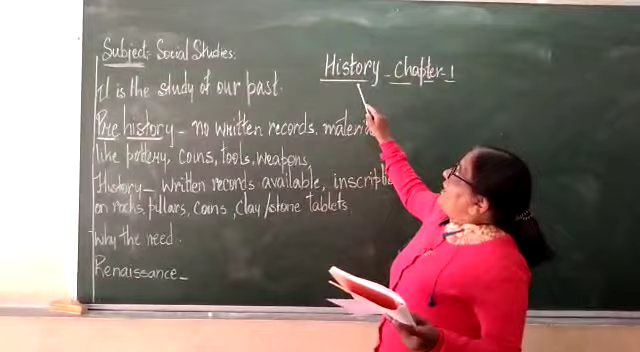 Subject: Social Studies:
History - Chapter-1
It is the study of our past.
Pre history - no written records. materi
like pottery, coins, tools, weapons,
History - Written records available, inscriptio
on rocks, pillars, coins, clay/stone tablets
Why the need.
Renaissance -